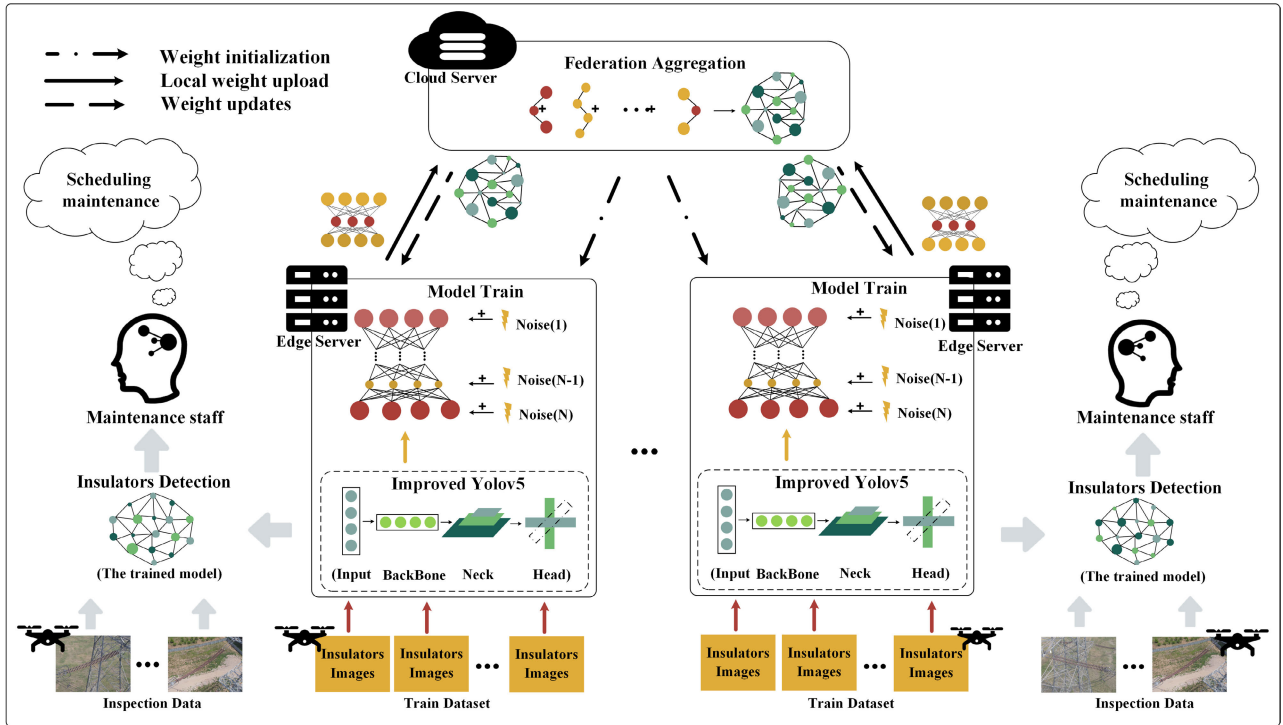 Weight initialization
Local weight upload
Weight updates
Cloud Server
Federation Aggregation
+
+
+
Scheduling
maintenance
Scheduling
maintenance
Edge Server
Model Train
+
Noise(1)
+
Noise(N-1)
+
Noise(N)
Model Train
+
Noise(1)
+
Noise(N-1)
+
Noise(N)
Edge Server
Maintenance staff
Maintenance staff
Insulators Detection
(The trained model)
Improved Yolov5
(Input
BackBone
Neck
Head)
Improved Yolov5
(Input
BackBone
Neck
Head)
Insulators Detection
(The trained model)
Inspection Data
Insulators
Images
Insulators
Images
Insulators
Images
Train Dataset
Insulators
Images
Insulators
Images
Insulators
Images
Train Dataset
Inspection Data